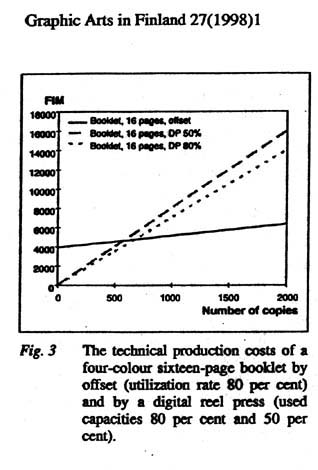 Graphic Arts in Finland 27(1998)1
FIM
18000
16000
14000
12000
10000
8000
6000
4000
2000
0
Booklet, 16 pages, offset
Booklet, 16 pages, DP 50%
Booklet, 16 pages, DP 80%
0 500 1000 1500 2000
Number of copies
Fig. 3 The technical production costs of a
four-colour sixteen-page booklet by
offset (utilization rate 80 per cent)
and by a digital reel press (used
capacities 80 per cent and 50 per
cent).